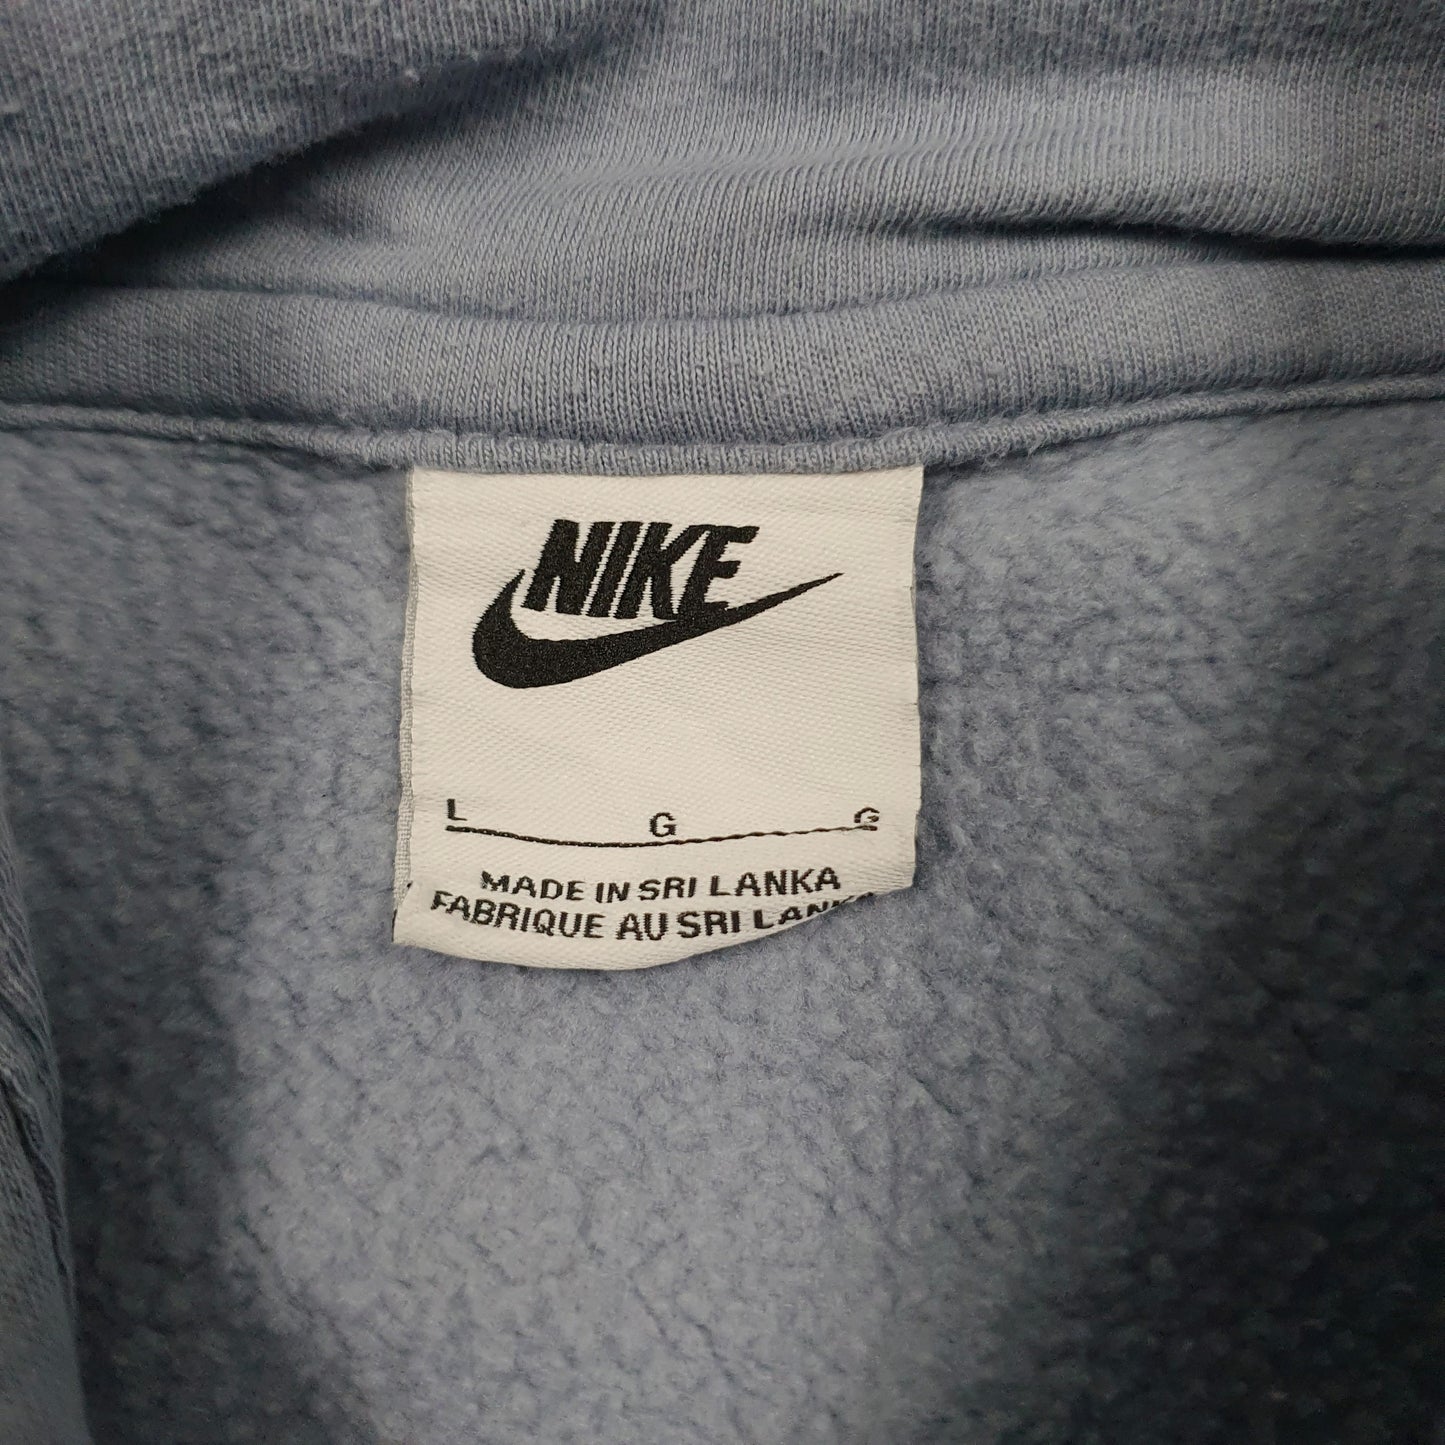 NIKE
L G G
MADE IN SRI LANKA
FABRIQUE AU SRI LANKA